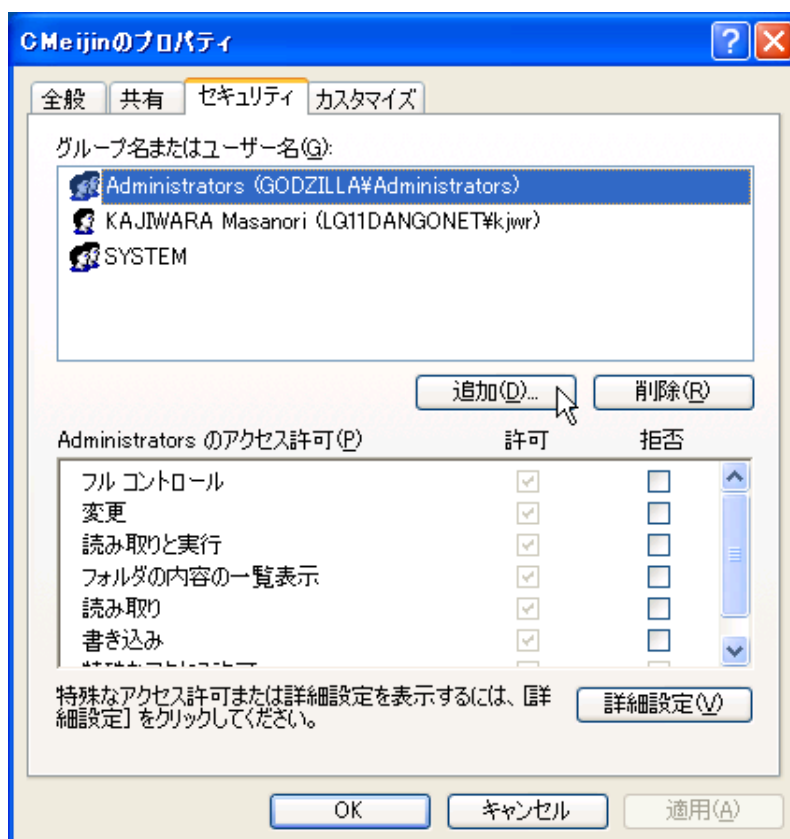 CMeijinのプロパティ
全般 共有 セキュリティ カスタマイズ
グループ名またはユーザー名(G):
Administrators (GODZILLA¥Administrators)
KAJIWARA Masanori (LQ11DANGONET¥kjwr)
SYSTEM
追加(D)... 削除(R)
Administrators のアクセス許可(P) 許可 拒否
フル コントロール
変更
読み取りと実行
フォルダの内容の一覧表示
読み取り
書き込み
特殊なアクセス許可または詳細設定を表示するには、[詳
細設定] をクリックしてください。
詳細設定(V)
OK キャンセル 適用(A)